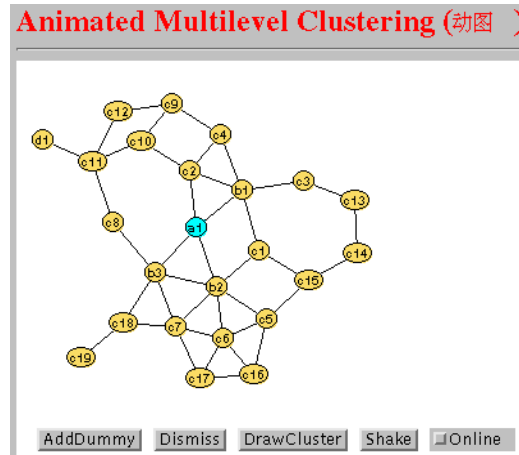 Animated Multilevel Clustering (动图 )
c12
c9
d1
c10
c4
c11
c2
b1
c3
c13
c8
a1
c1
c14
b3
b2
c15
c18
c7
c6
c5
c19
c17
c16
AddDummy Dismiss DrawCluster Shake Online